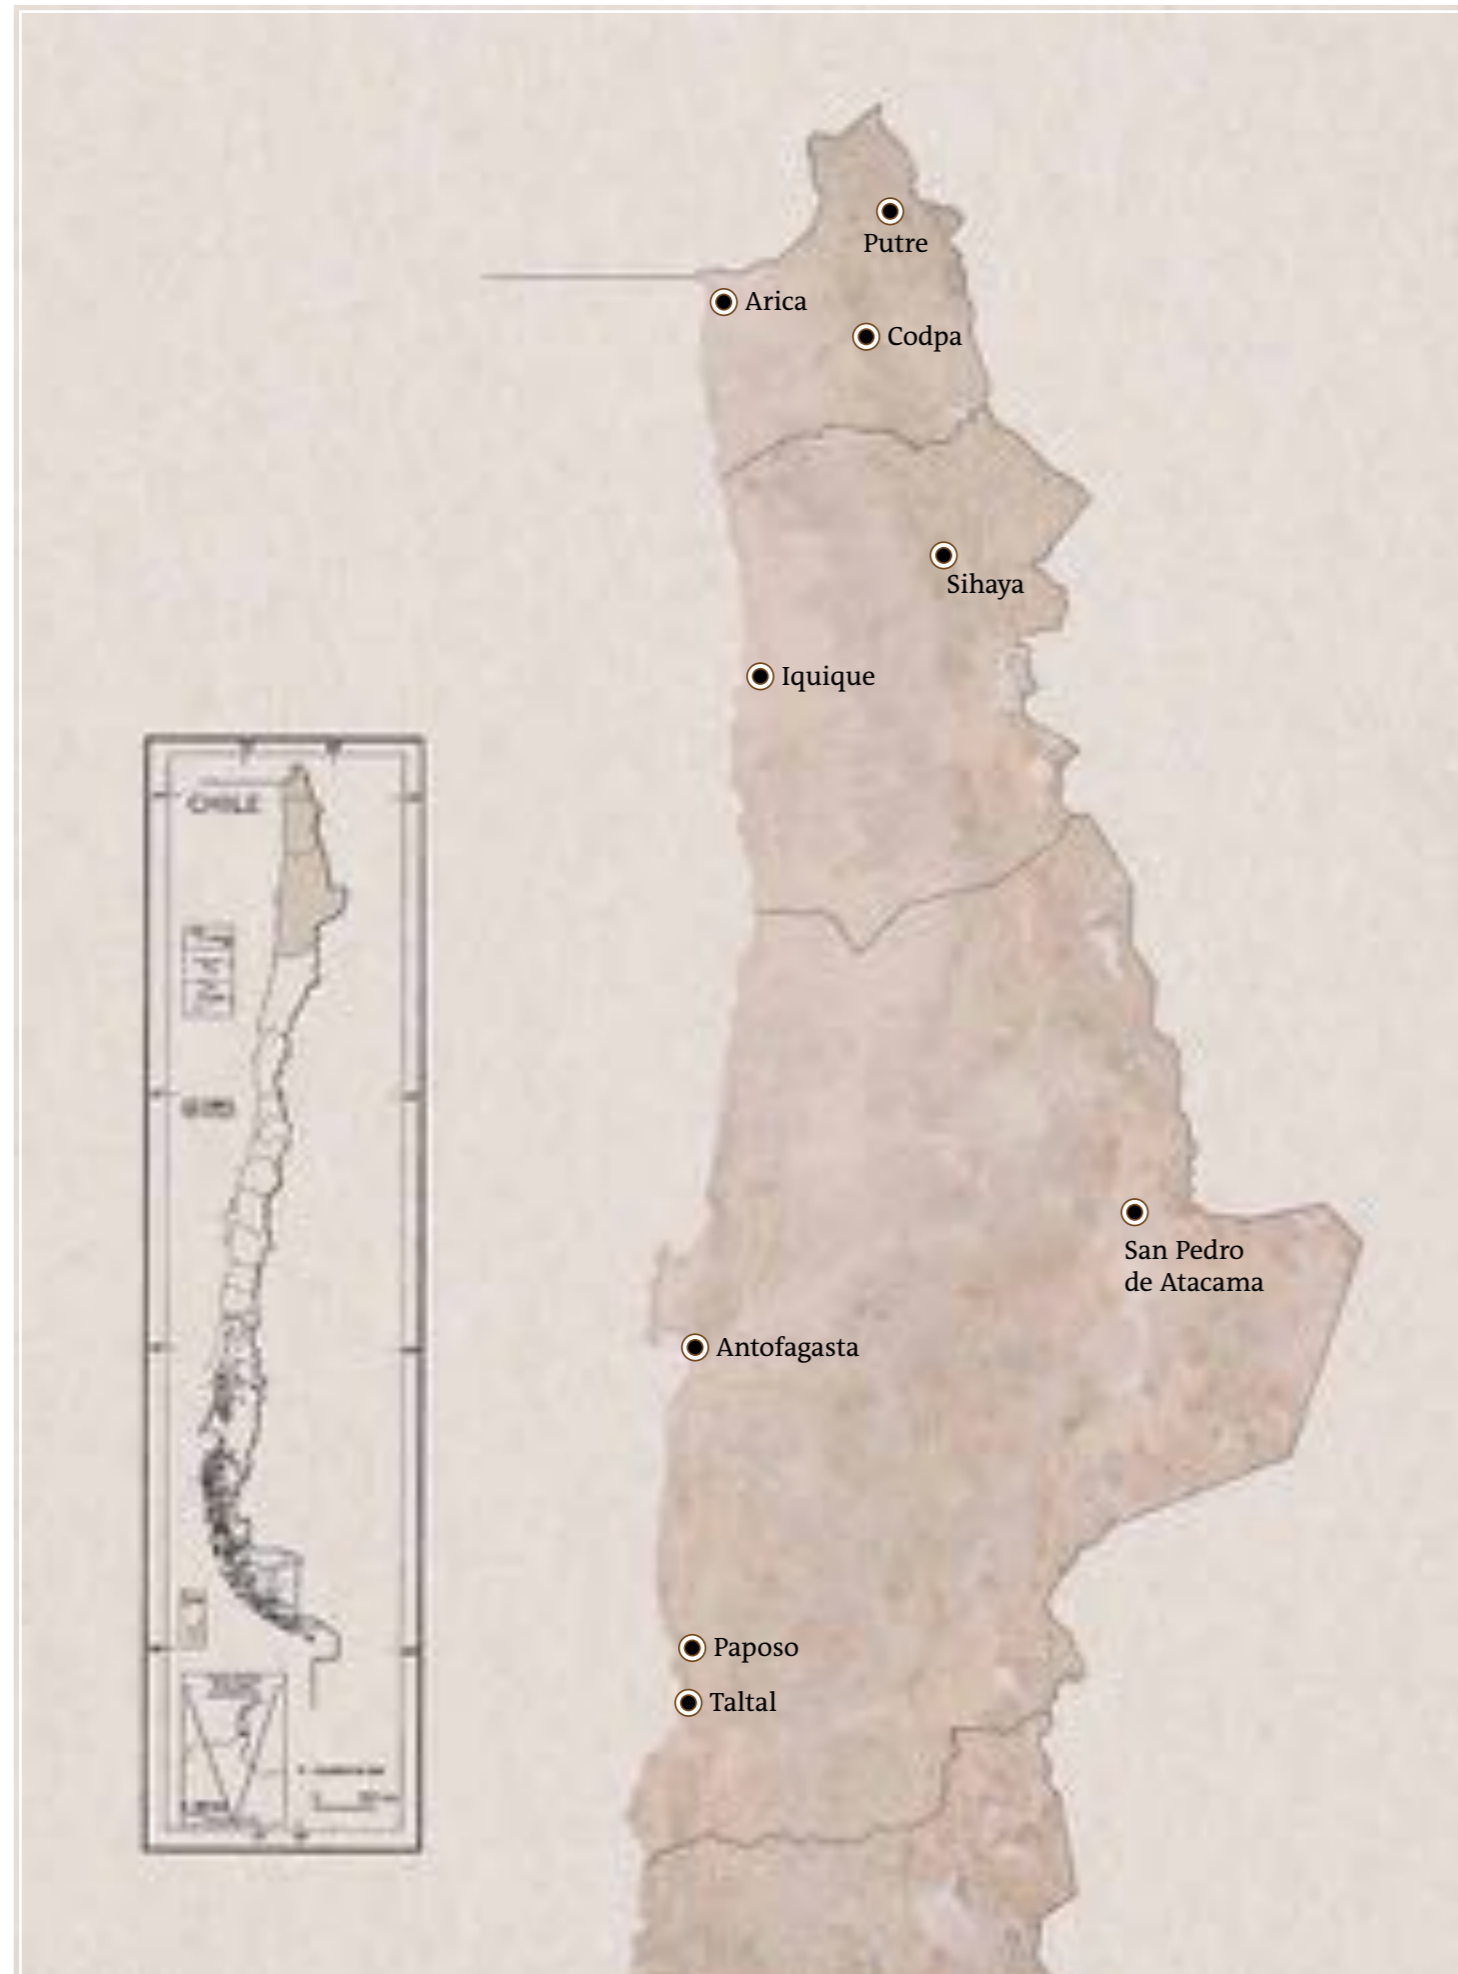 Putre
Arica
Codpa
Sihaya
Iquique
CHILE
San Pedro
de Atacama
Antofagasta
Paposo
Taltal